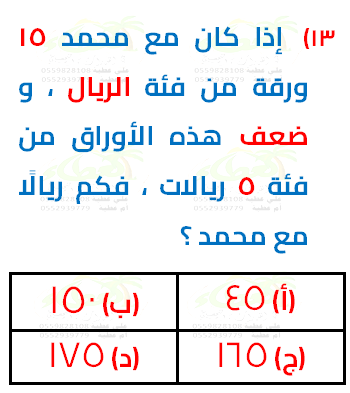 ١٣) إذا كان مع محمد ١٥
ورقة من فئة الريال ، و
ضعف هذه الأوراق من
فئة ٥ ريالات ، فكم ريالًا
مع محمد ؟
(أ) ٤٥ (ب) ١٥٠
(ج) ١٦٥ (د) ١٧٥